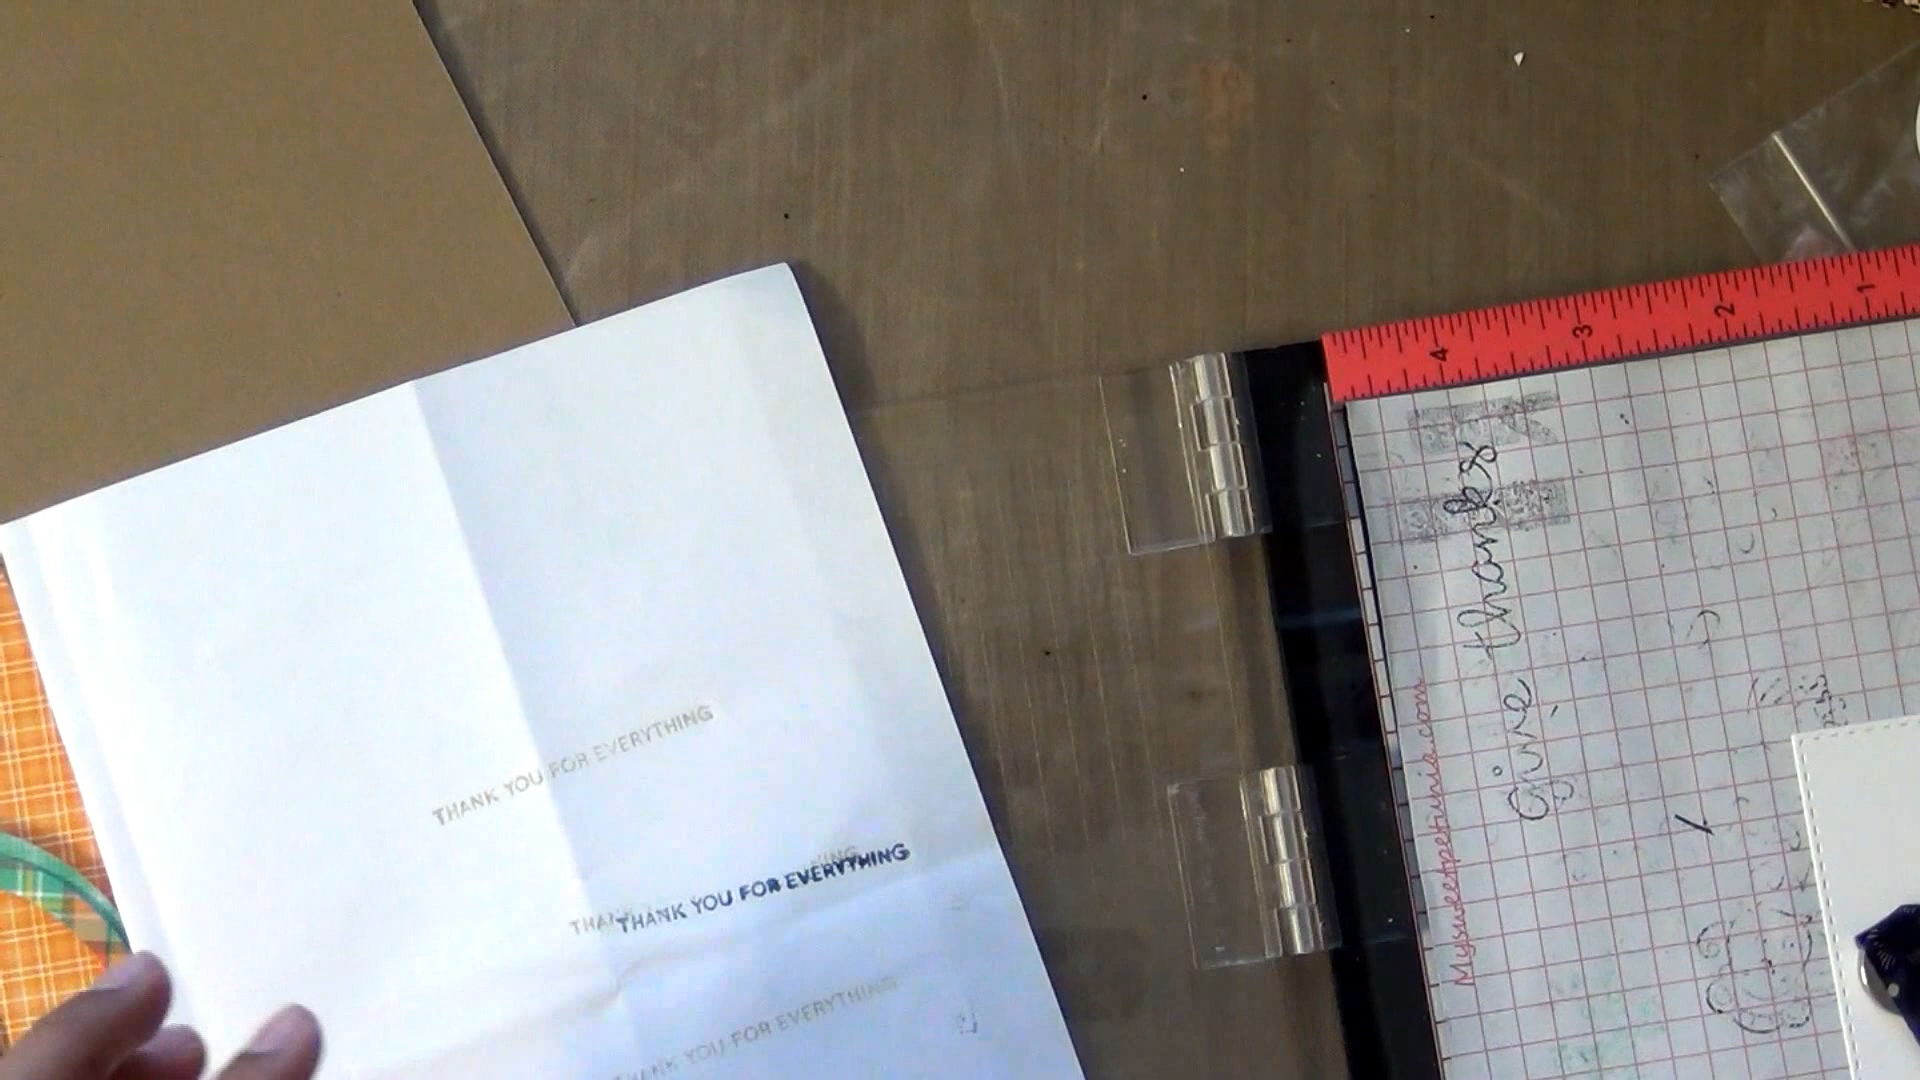 THANK YOU FOR EVERYTHING
THANK YOU FOR EVERYTHING
THANK YOU FOR EVERYTHING
4 3 2 1
Give thanks
Mysweetpetunia.com